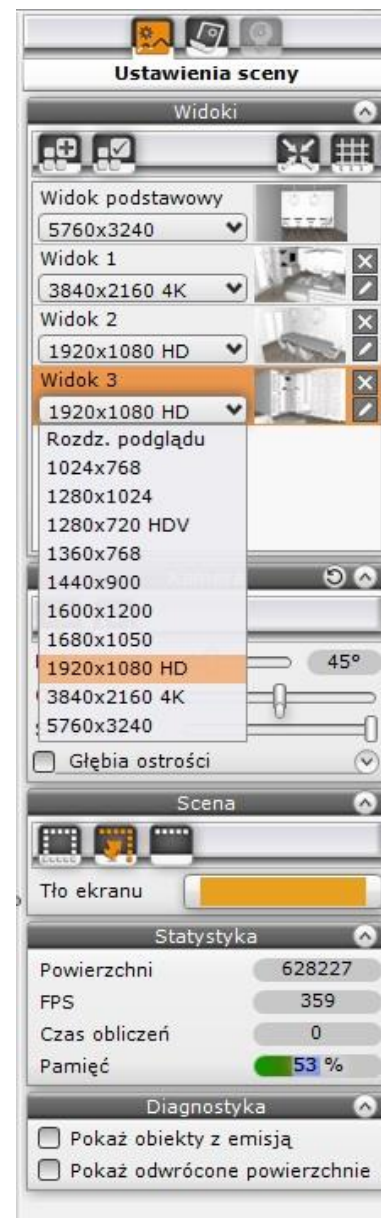 Ustawienia sceny
Widoki
Widok podstawowy
5760x3240
Widok 1
3840x2160 4K
Widok 2
1920x1080 HD
Widok 3
1920x1080 HD
Rozdz. podglądu
1024x768
1280x1024
1280x720 HDV
1360x768
1440x900
1600x1200
1680x1050
1920x1080 HD
45°
3840x2160 4K
5760x3240
Głębia ostrości
Scena
Tło ekranu
Statystyka
Powierzchni 628227
FPS 359
Czas obliczeń 0
Pamięć 53 %
Diagnostyka
Pokaż obiekty z emisją
Pokaż odwrócone powierzchnie